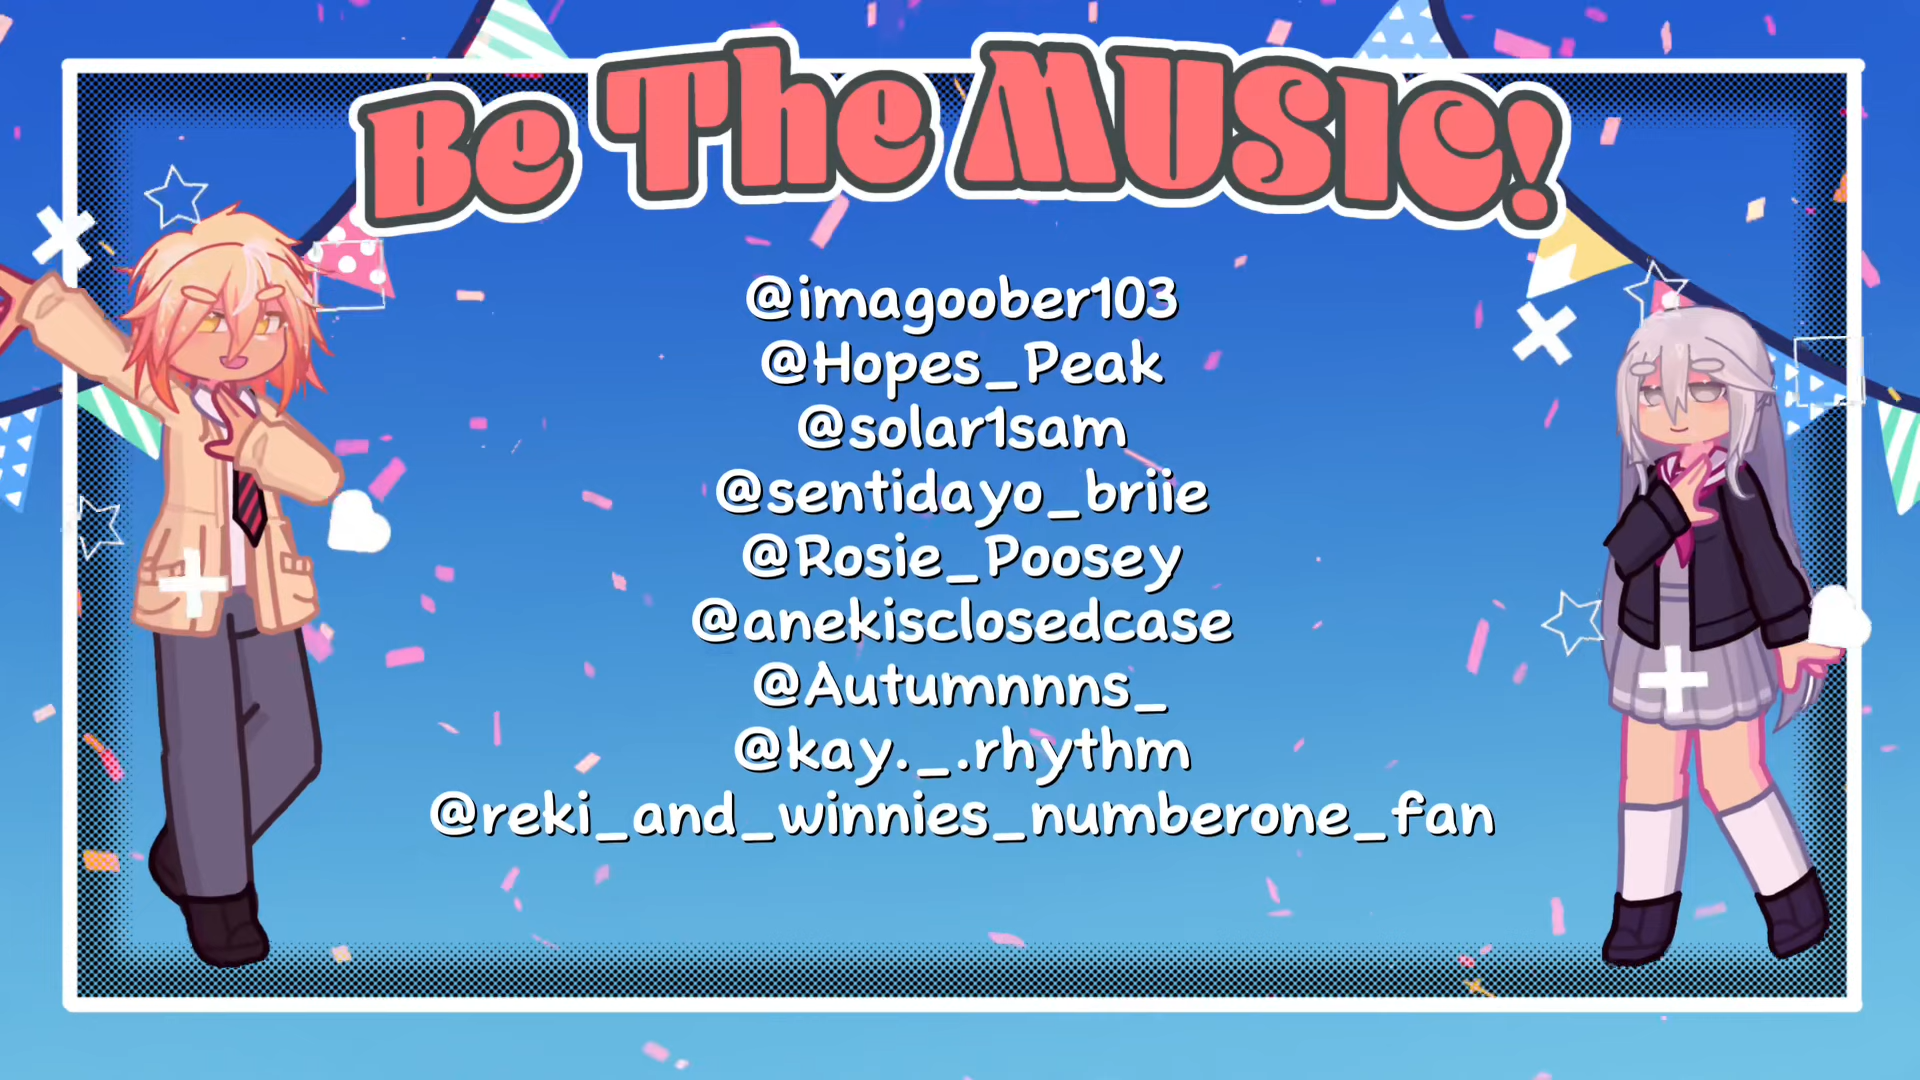 Be The MUSIC!
@imagoober103
@Hopes_Peak
@solar1sam
@sentidayo_briie
@Rosie_Poosey
@anekisclosedcase
@Autumnnns_
@kay._.rhythm
@reki_and_winnies_numberone_fan